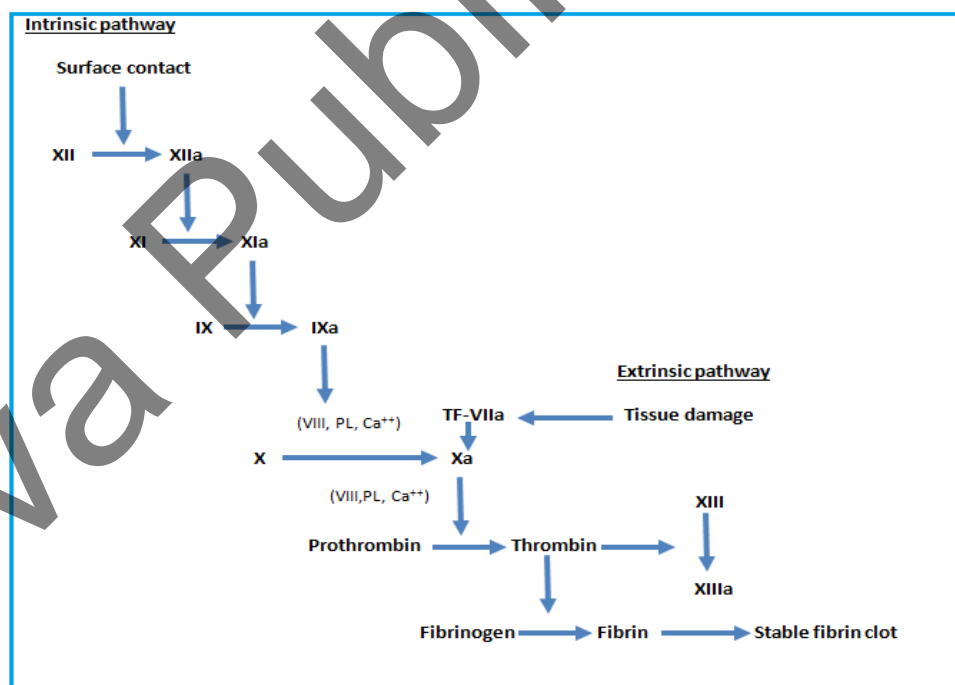 Intrinsic pathway
Surface contact
XII XIIa
XI XIa
IX IXa
Extrinsic pathway
(VIII, PL, Ca⁺⁺) TF-VIIa Tissue damage
X Xa
(VIII,PL, Ca⁺⁺)
XIII
Prothrombin Thrombin
XIIIa
Fibrinogen Fibrin Stable fibrin clot